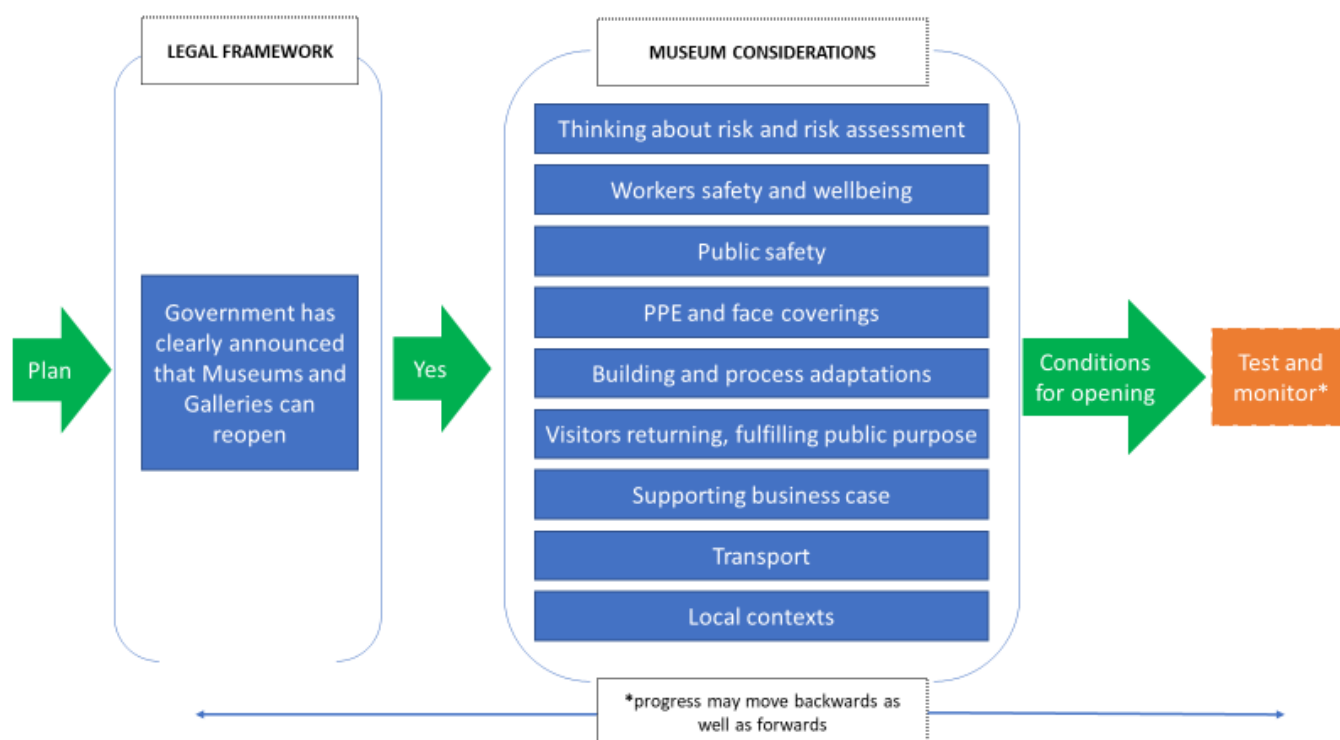 LEGAL FRAMEWORK
MUSEUM CONSIDERATIONS
Plan
Government has
clearly announced
that Museums and
Galleries can
reopen
Yes
Thinking about risk and risk assessment
Workers safety and wellbeing
Public safety
PPE and face coverings
Building and process adaptations
Visitors returning, fulfilling public purpose
Supporting business case
Transport
Local contexts
Conditions
for opening
Test and
monitor*
*progress may move backwards as
well as forwards